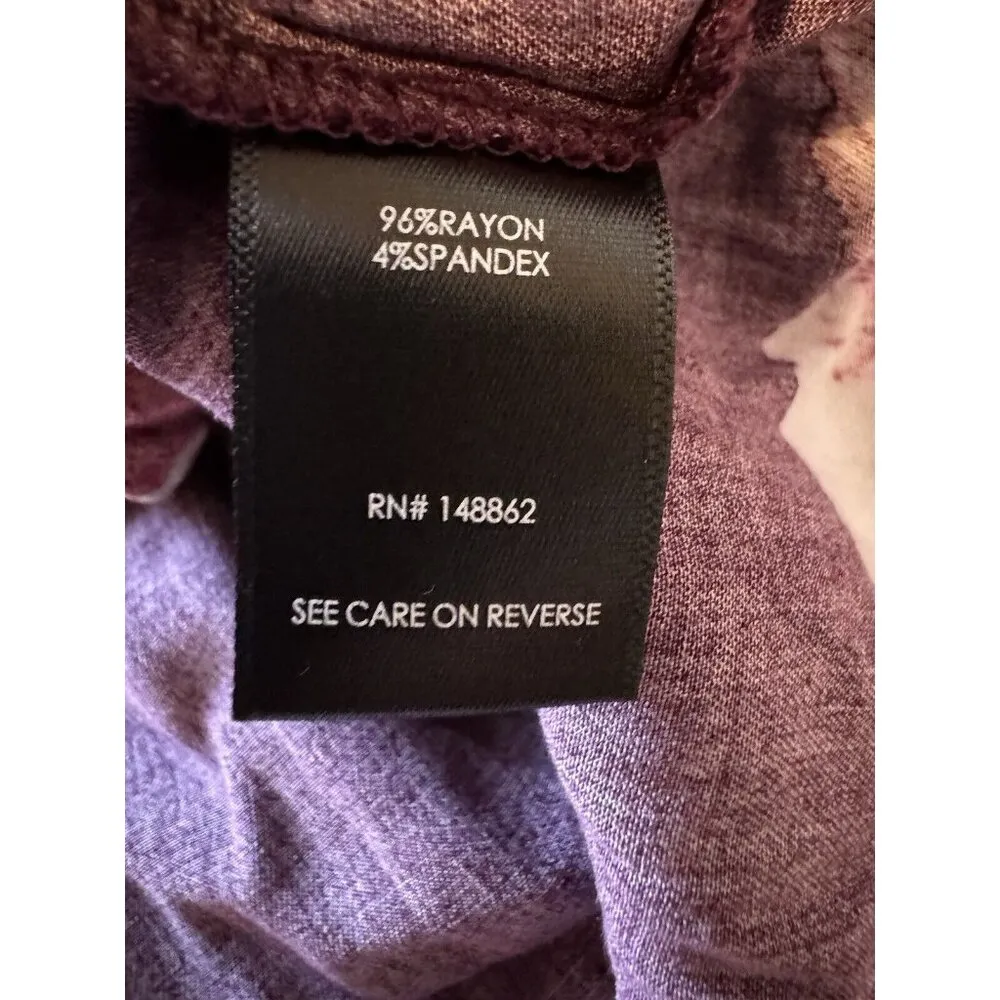 96%RAYON
4%SPANDEX
RN# 148862
SEE CARE ON REVERSE